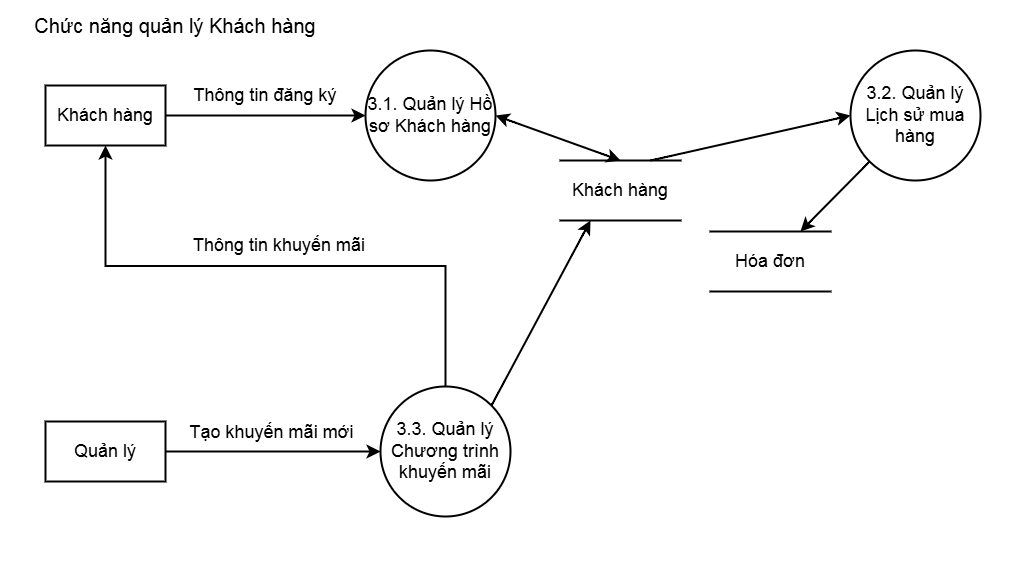 Chức năng quản lý Khách hàng
Khách hàng
Thông tin đăng ký
3.1. Quản lý Hồ
sơ Khách hàng
3.2. Quản lý
Lịch sử mua
hàng
Khách hàng
Hóa đơn
Thông tin khuyến mãi
Quản lý
Tạo khuyến mãi mới
3.3. Quản lý
Chương trình
khuyến mãi